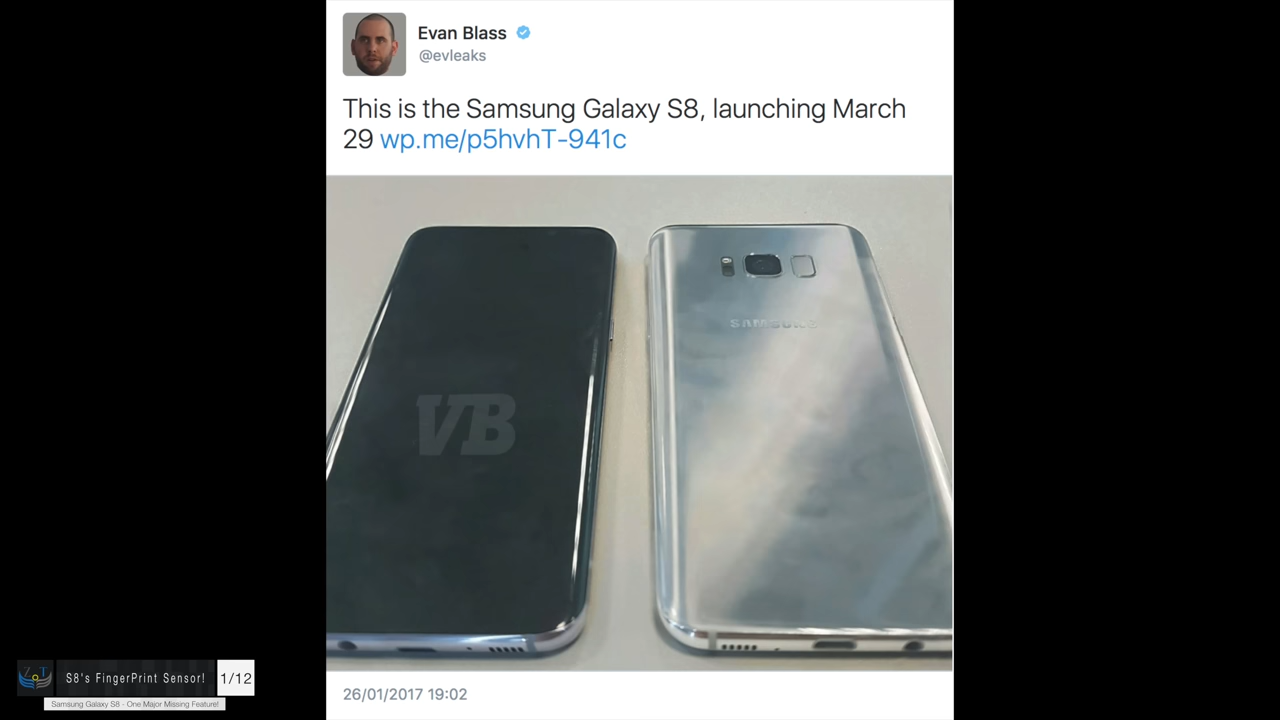 Evan Blass
@evleaks
This is the Samsung Galaxy S8, launching March
29 wp.me/p5hvhT-941c
SAMSUNG
VB
26/01/2017 19:02
ZoT
S8's FingerPrint Sensor!
1/12
Samsung Galaxy S8 - One Major Missing Feature!